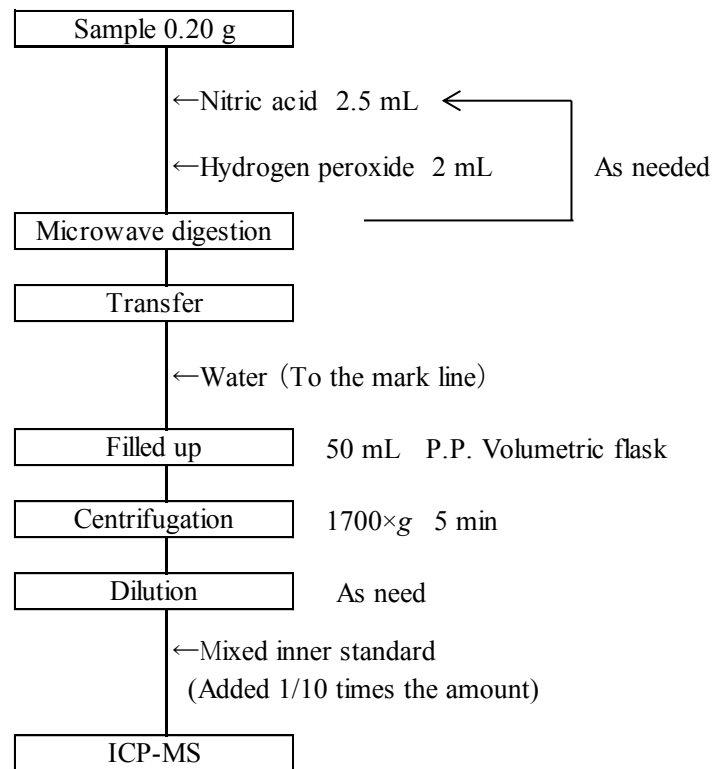 Sample 0.20 g
←Nitric acid 2.5 mL
←Hydrogen peroxide 2 mL
As needed
Microwave digestion
Transfer
←Water (To the mark line)
Filled up
50 mL P.P. Volumetric flask
Centrifugation
1700×g 5 min
Dilution
As need
←Mixed inner standard
(Added 1/10 times the amount)
ICP-MS